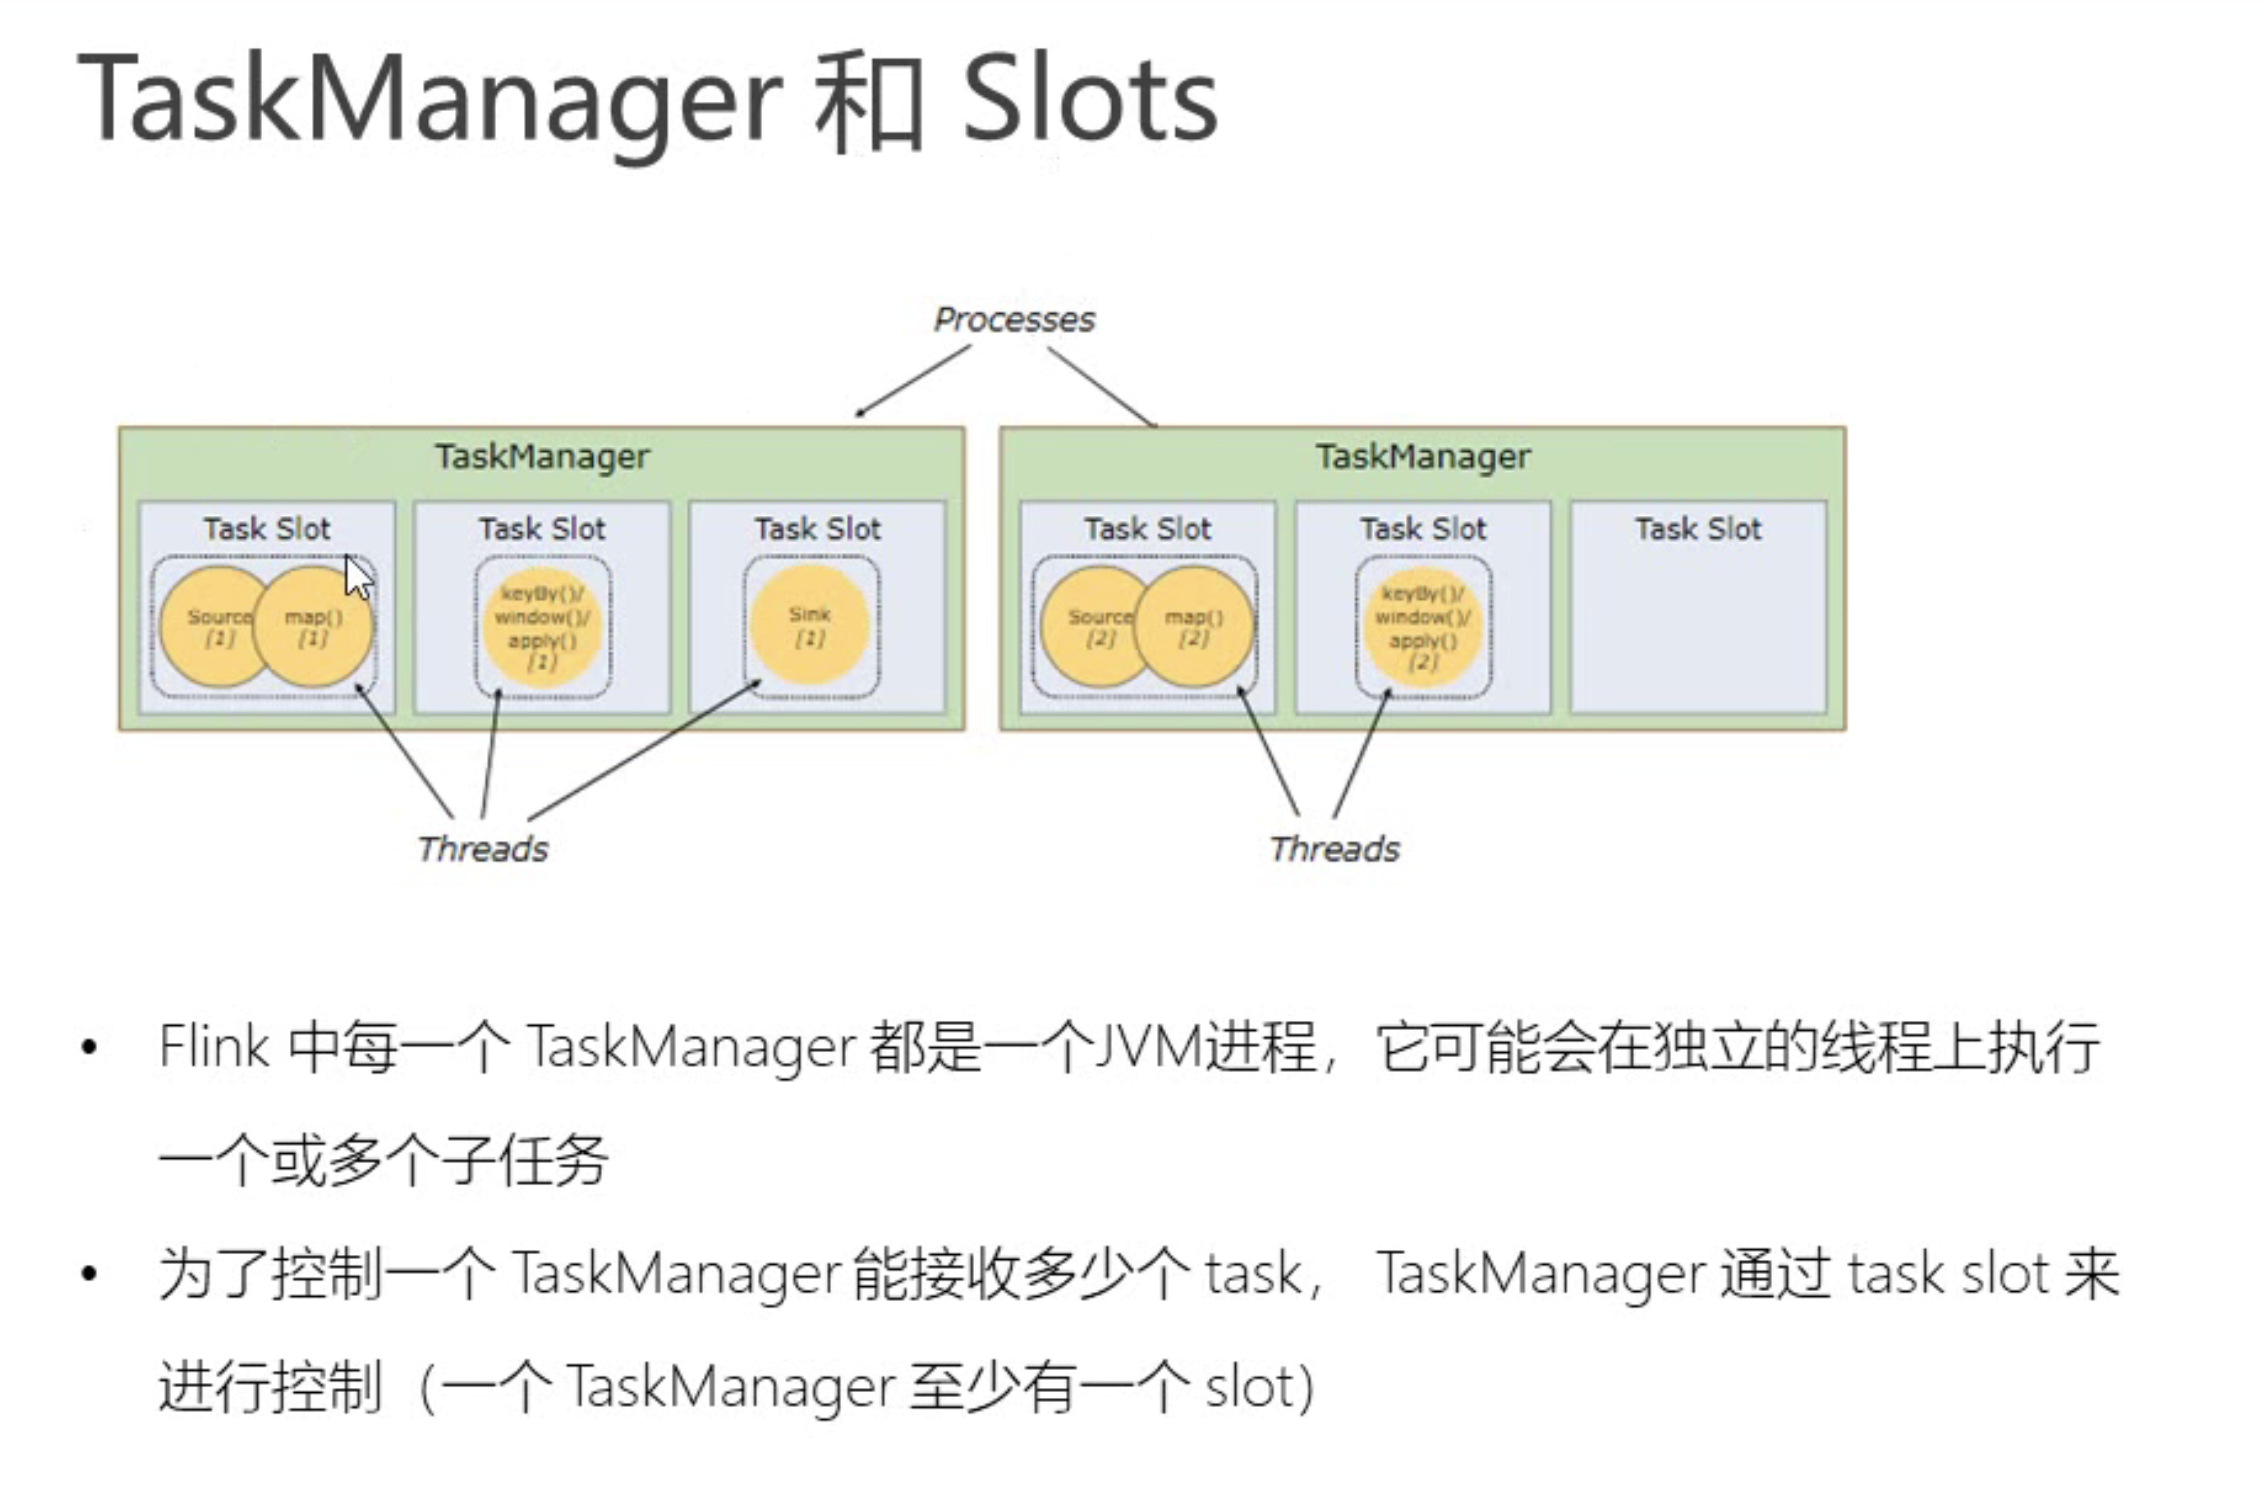 TaskManager 和 Slots
Processes
TaskManager
Task Slot
Source
[1]
map()
[1]
Task Slot
keyBy()/
window()/
apply()
[1]
Task Slot
Sink
[1]
Threads
TaskManager
Task Slot
Source
[2]
map()
[2]
Task Slot
keyBy()/
window()/
apply()
[2]
Task Slot
Threads
• Flink 中每一个 TaskManager 都是一个JVM进程，它可能会在独立的线程上执行
一个或多个子任务
• 为了控制一个 TaskManager 能接收多少个 task， TaskManager 通过 task slot 来
进行控制（一个 TaskManager 至少有一个 slot）